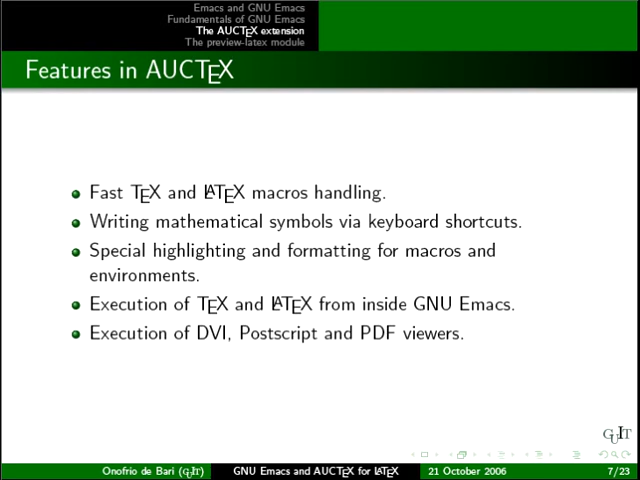 Emacs and GNU Emacs
Fundamentals of GNU Emacs
The AUCTEX extension
The preview-latex module
Features in AUCTEX
Fast TEX and LATEX macros handling.
Writing mathematical symbols via keyboard shortcuts.
Special highlighting and formatting for macros and
environments.
Execution of TEX and LATEX from inside GNU Emacs.
Execution of DVI, Postscript and PDF viewers.
GUIT
Onofrio de Bari (GUIT) GNU Emacs and AUCTEX for LATEX 21 October 2006 7/23